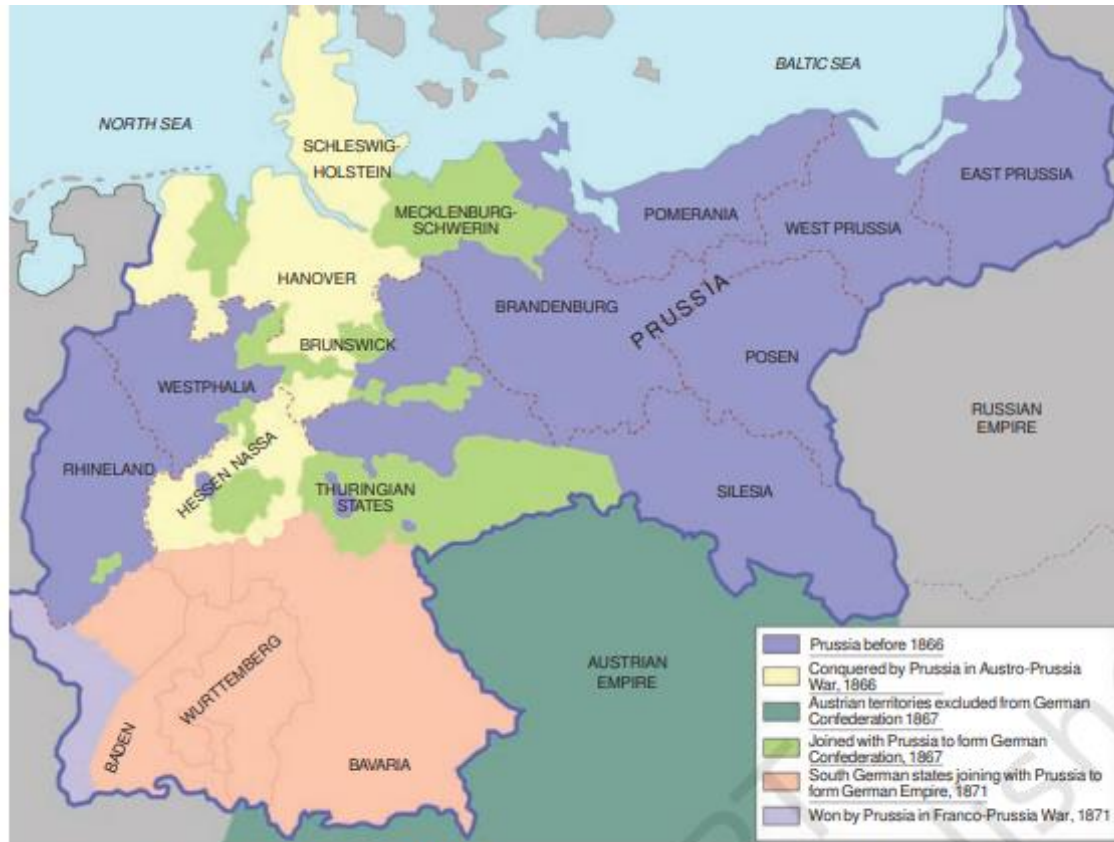 BALTIC SEA
NORTH SEA
SCHLESWIG-
HOLSTEIN
EAST PRUSSIA
MECKLENBURG-
SCHWERIN
POMERANIA
WEST PRUSSIA
HANOVER
BRANDENBURG
PRUSSIA
BRUNSWICK
POSEN
WESTPHALIA
RUSSIAN
EMPIRE
RHINELAND
HESSEN NASSA
THURINGIAN
STATES
SILESIA
AUSTRIAN
EMPIRE
WURTTEMBERG
BADEN
BAVARIA
Prussia before 1866
Conquered by Prussia in Austro-Prussia
War, 1866
Austrian territories excluded from German
Confederation 1867
Joined with Prussia to form German
Confederation, 1867
South German states joining with Prussia to
form German Empire, 1871
Won by Prussia in Franco-Prussia War, 1871